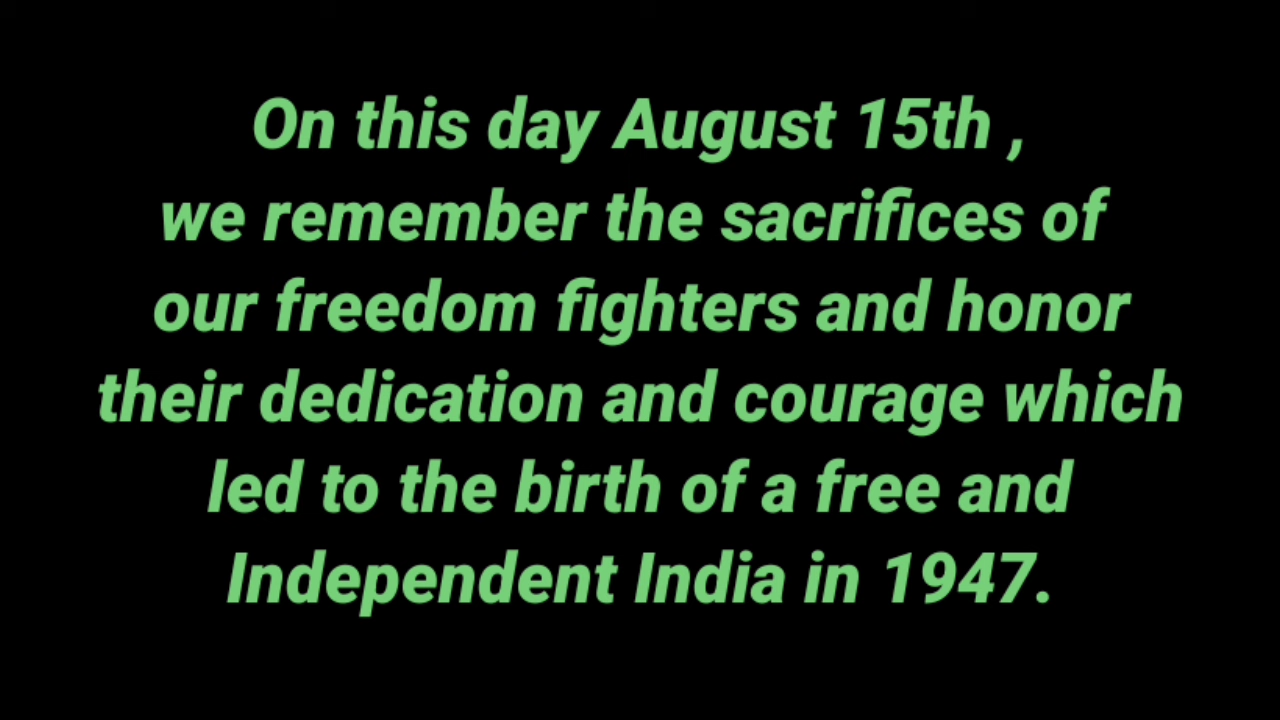 On this day August 15th ,
we remember the sacrifices of
our freedom fighters and honor
their dedication and courage which
led to the birth of a free and
Independent India in 1947.